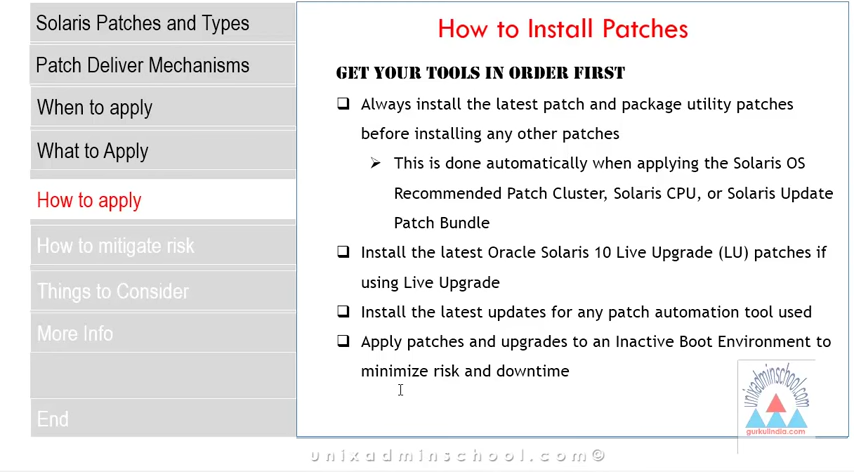 Solaris Patches and Types
Patch Deliver Mechanisms
When to apply
What to Apply
How to apply
How to mitigate risk
Things to Consider
More Info
End
How to Install Patches
GET YOUR TOOLS IN ORDER FIRST
Always install the latest patch and package utility patches
before installing any other patches
This is done automatically when applying the Solaris OS
Recommended Patch Cluster, Solaris CPU, or Solaris Update
Patch Bundle
Install the latest Oracle Solaris 10 Live Upgrade (LU) patches if
using Live Upgrade
Install the latest updates for any patch automation tool used
Apply patches and upgrades to an Inactive Boot Environment to
minimize risk and downtime
unixadminschool.com
gurkulindia.com
unixadminschool.com©